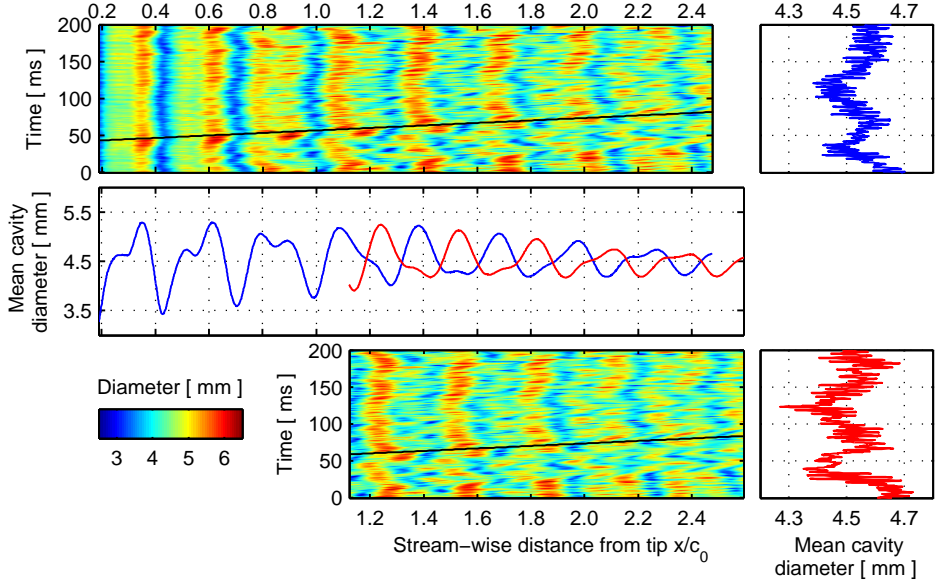 0.2 0.4 0.6 0.8 1.0 1.2 1.4 1.6 1.8 2.0 2.2 2.4
4.3 4.5 4.7
200
150
100
50
0
Time [ ms ]
5.5
4.5
3.5
Mean cavity
diameter [ mm ]
200
150
100
50
0
Time [ ms ]
Diameter [ mm ]
3 4 5 6
1.2 1.4 1.6 1.8 2.0 2.2 2.4
Stream−wise distance from tip x/c0
4.3 4.5 4.7
Mean cavity
diameter [ mm ]